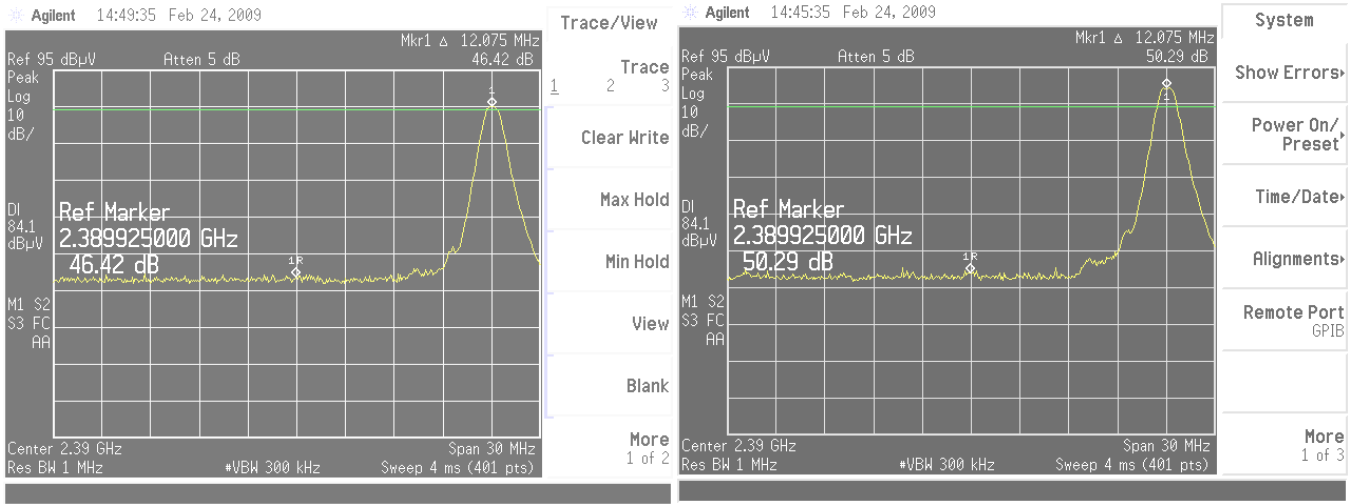 Agilent 14:49:35 Feb 24, 2009
Trace/View
Mkr1 Δ 12.075 MHz
Ref 95 dBµV Atten 5 dB 46.42 dB
Peak
Log
10
dB/
1
Ref Marker
2.389925000 GHz
46.42 dB
1R
DI
84.1
dBµV
M1 S2
S3 FC
AA
Center 2.39 GHz Span 30 MHz
Res BW 1 MHz #VBW 300 kHz Sweep 4 ms (401 pts)
Trace
1 2 3
Clear Write
Max Hold
Min Hold
View
Blank
More
1 of 2
Agilent 14:45:35 Feb 24, 2009
System
Mkr1 Δ 12.075 MHz
Ref 95 dBµV Atten 5 dB 50.29 dB
Peak
Log
10
dB/
1
Ref Marker
2.389925000 GHz
50.29 dB
1R
DI
84.1
dBµV
M1 S2
S3 FC
AA
Center 2.39 GHz Span 30 MHz
Res BW 1 MHz #VBW 300 kHz Sweep 4 ms (401 pts)
Show Errors
Power On/
Preset
Time/Date
Alignments
Remote Port
GPIB
More
1 of 3